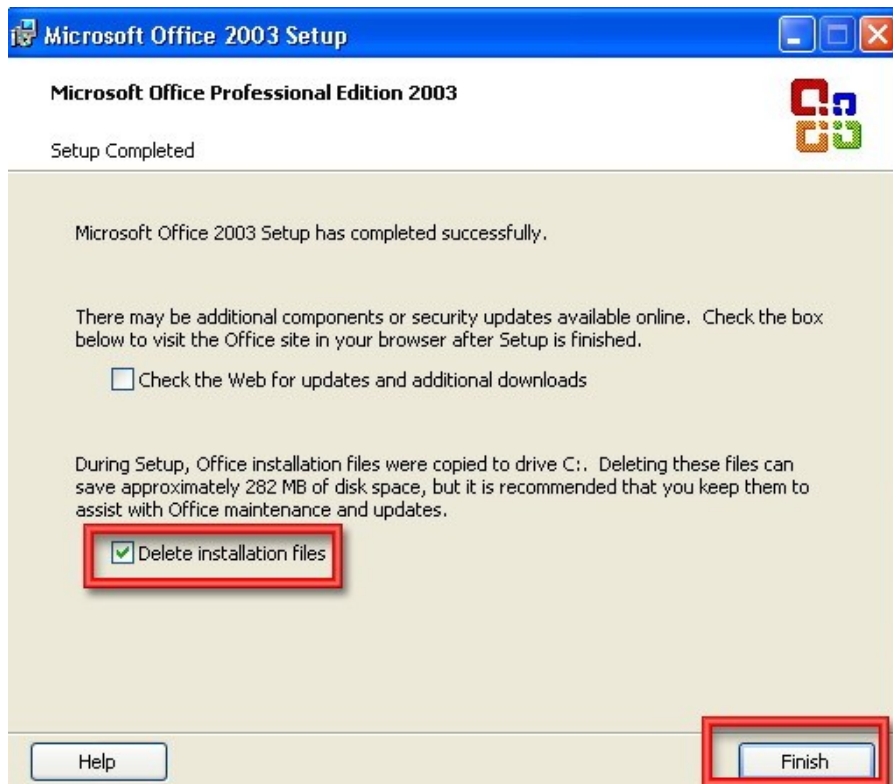 Microsoft Office 2003 Setup
Microsoft Office Professional Edition 2003
Setup Completed
Microsoft Office 2003 Setup has completed successfully.
There may be additional components or security updates available online. Check the box
below to visit the Office site in your browser after Setup is finished.
Check the Web for updates and additional downloads
During Setup, Office installation files were copied to drive C:. Deleting these files can
save approximately 282 MB of disk space, but it is recommended that you keep them to
assist with Office maintenance and updates.
Delete installation files
Help
Finish